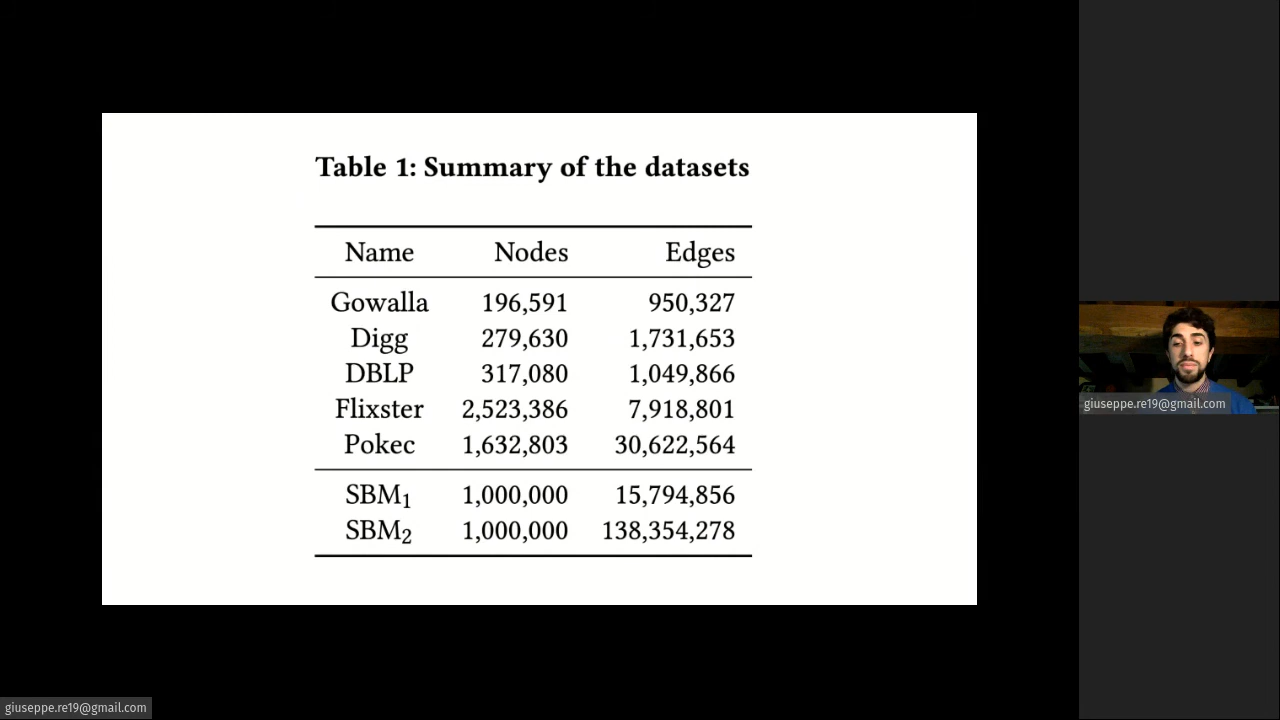 Table 1: Summary of the datasets
Name Nodes Edges
Gowalla 196,591 950,327
Digg 279,630 1,731,653
DBLP 317,080 1,049,866
Flixster 2,523,386 7,918,801
Pokec 1,632,803 30,622,564
SBM1 1,000,000 15,794,856
SBM2 1,000,000 138,354,278
giuseppe.re19@gmail.com
giuseppe.re19@gmail.com